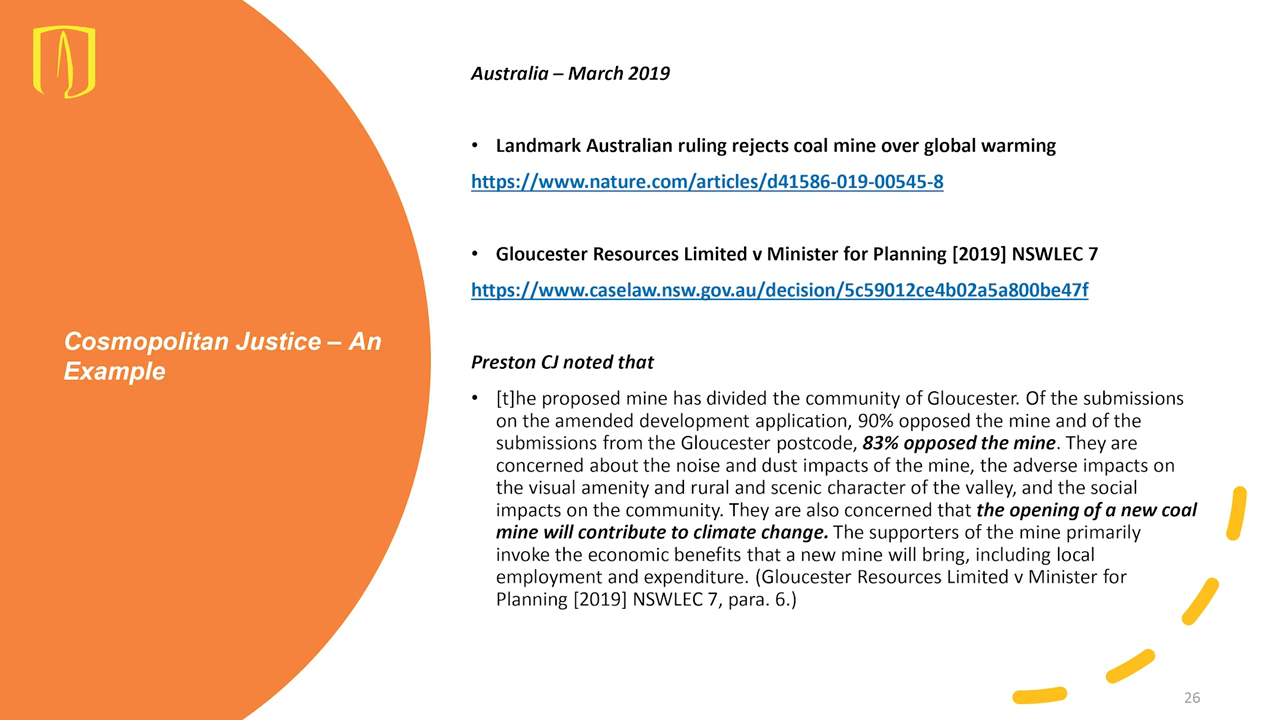 Cosmopolitan Justice – An
Example
Australia – March 2019
• Landmark Australian ruling rejects coal mine over global warming
https://www.nature.com/articles/d41586-019-00545-8
• Gloucester Resources Limited v Minister for Planning [2019] NSWLEC 7
https://www.caselaw.nsw.gov.au/decision/5c59012ce4b02a5a800be47f
Preston CJ noted that
• [t]he proposed mine has divided the community of Gloucester. Of the submissions
on the amended development application, 90% opposed the mine and of the
submissions from the Gloucester postcode, 83% opposed the mine. They are
concerned about the noise and dust impacts of the mine, the adverse impacts on
the visual amenity and rural and scenic character of the valley, and the social
impacts on the community. They are also concerned that the opening of a new coal
mine will contribute to climate change. The supporters of the mine primarily
invoke the economic benefits that a new mine will bring, including local
employment and expenditure. (Gloucester Resources Limited v Minister for
Planning [2019] NSWLEC 7, para. 6.)
26